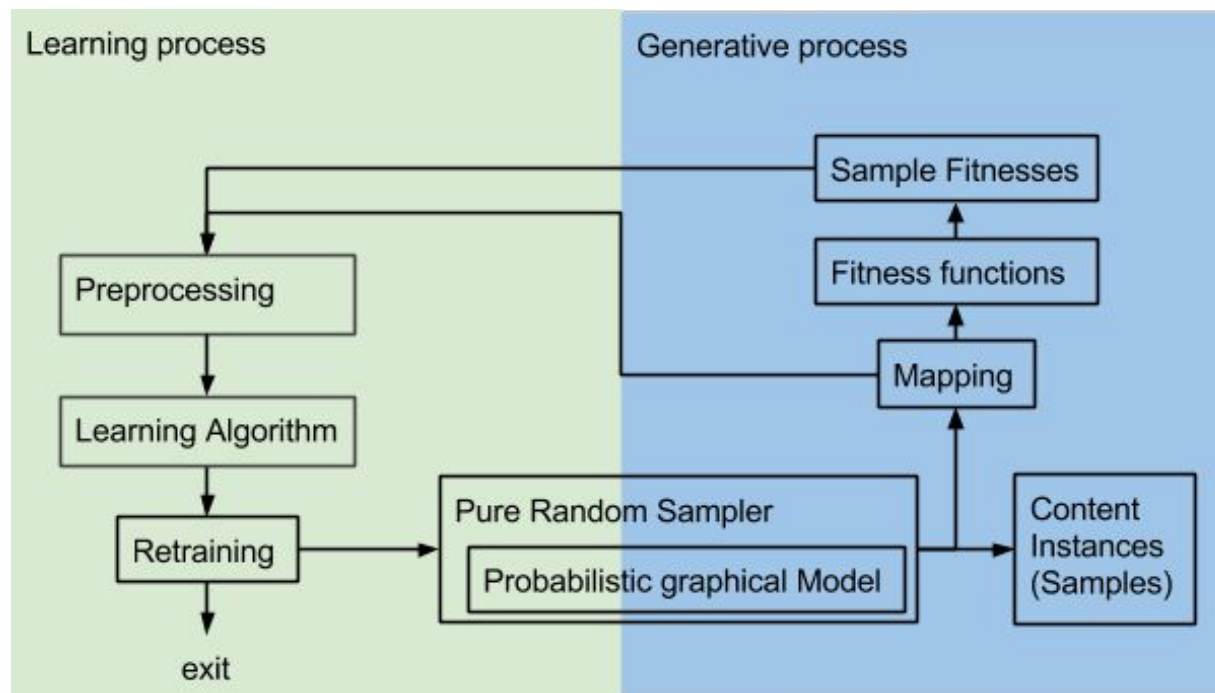 Learning process
Generative process
Sample Fitnesses
Fitness functions
Preprocessing
Mapping
Learning Algorithm
Pure Random Sampler
Probabilistic graphical Model
Content
Instances
(Samples)
Retraining
exit